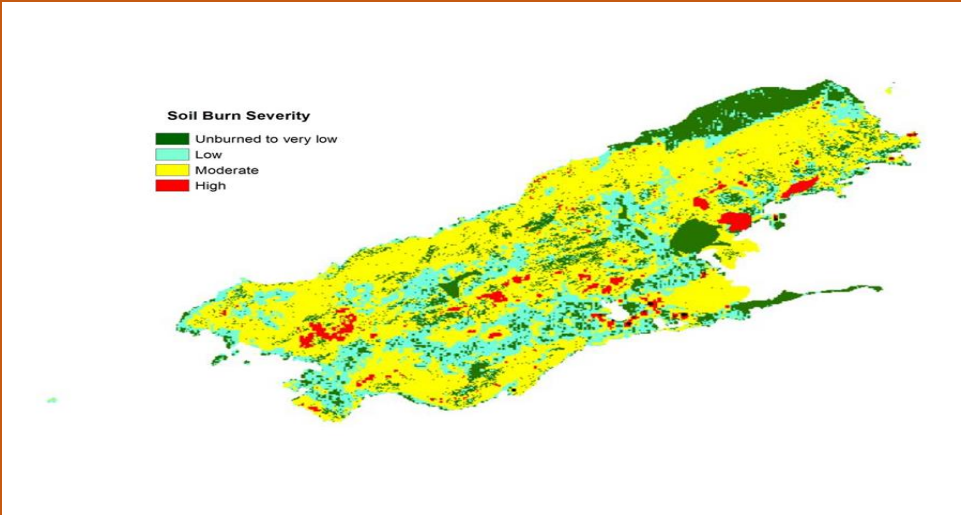 Soil Burn Severity
Unburned to very low
Low
Moderate
High